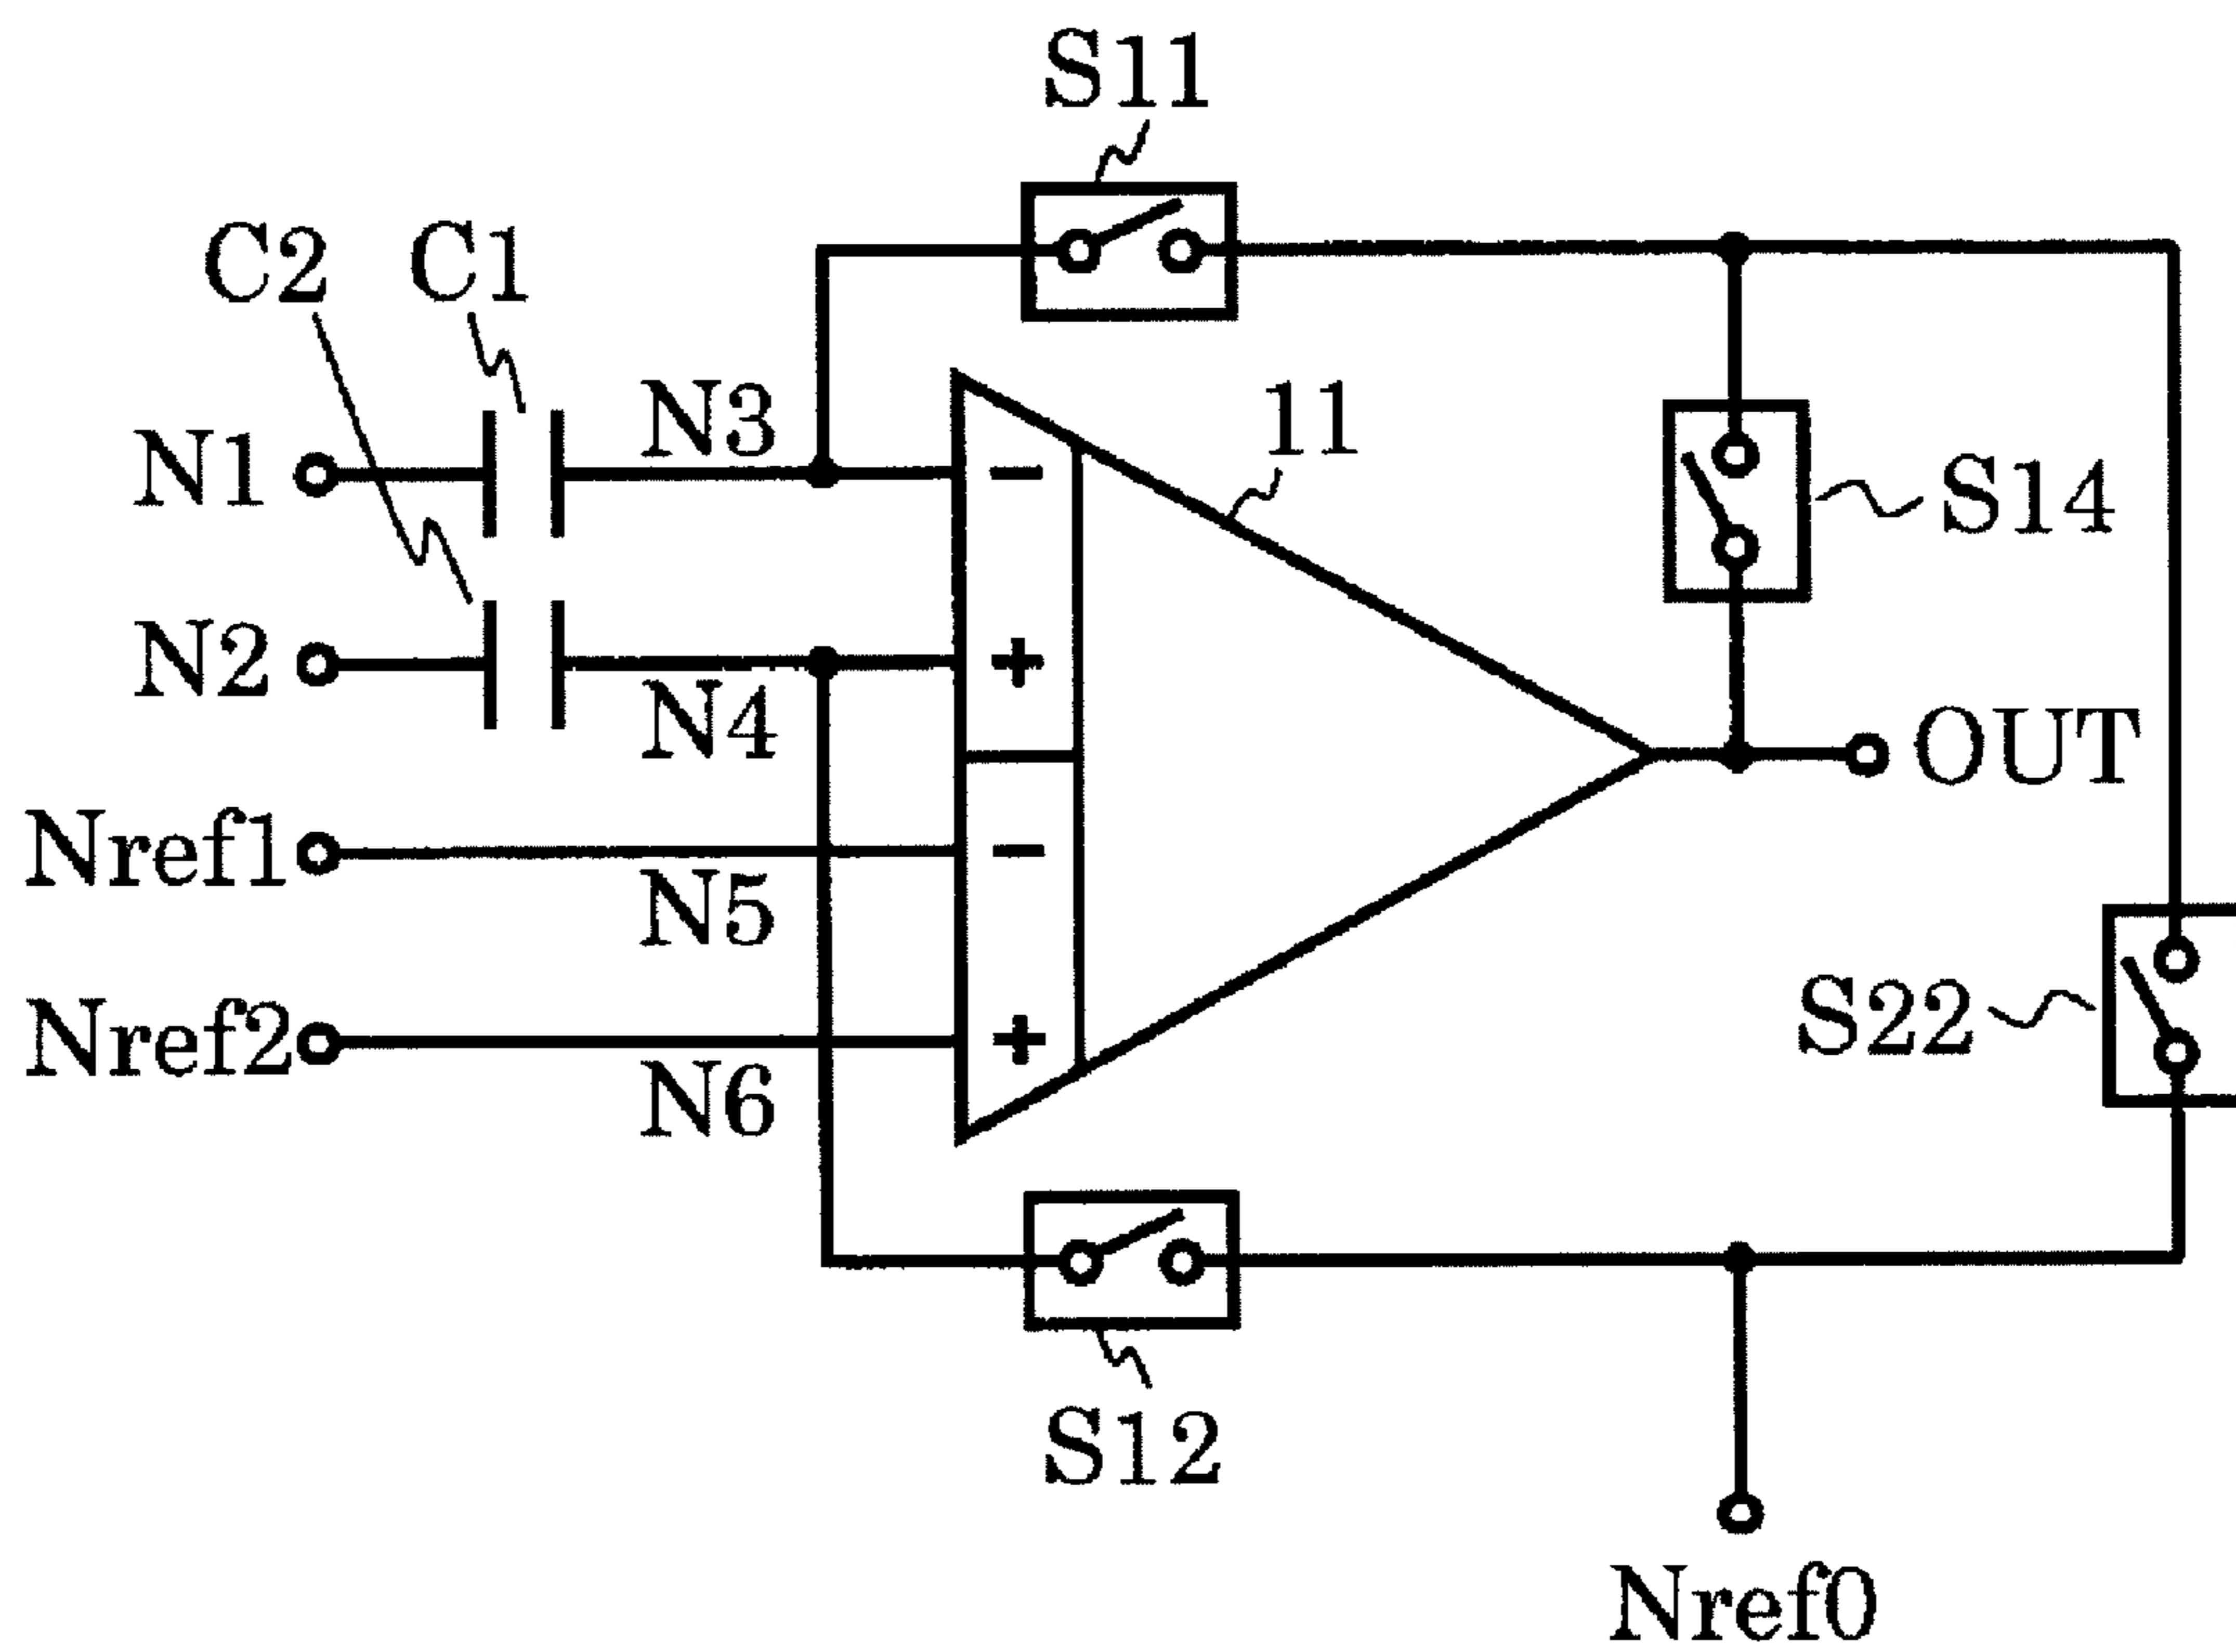 S11
C2
C1
N3
11
N1
S14
N2
N4
OUT
Nref1
N5
S22
Nref2
N6
S12
Nref0